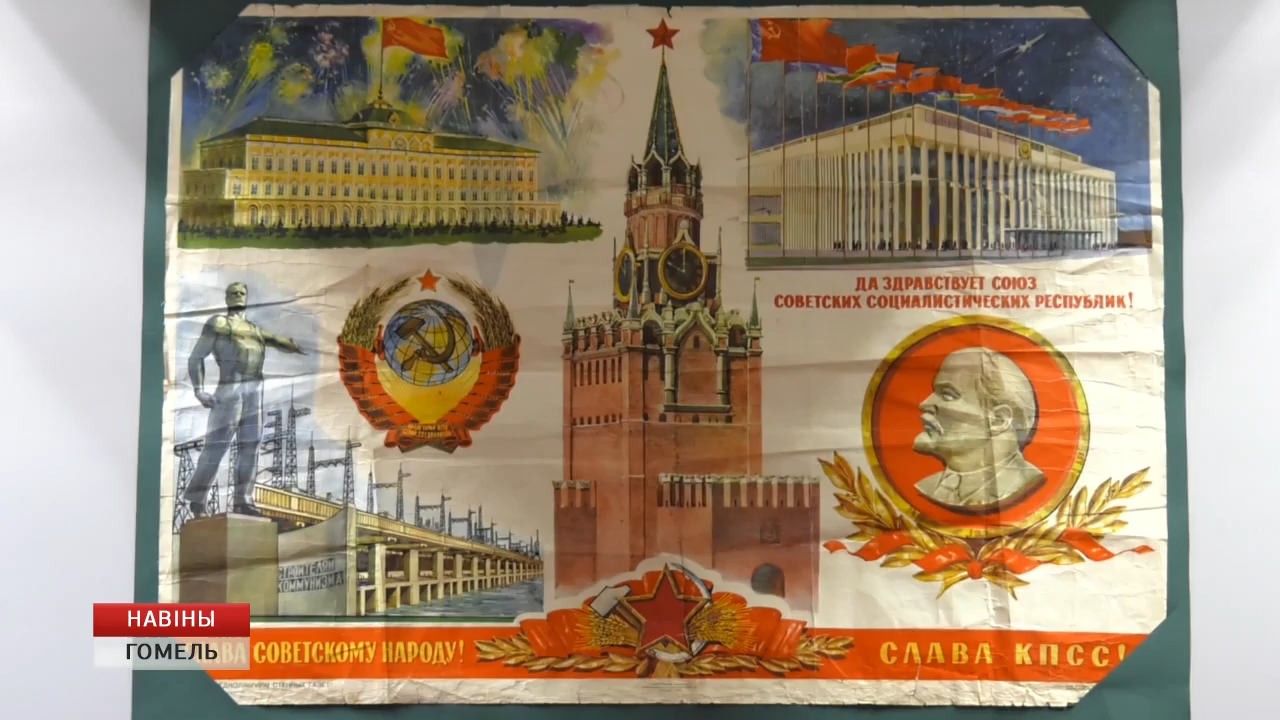 ДА ЗДРАВСТВУЕТ СОЮЗ
СОВЕТСКИХ СОЦИАЛИСТИЧЕСКИХ РЕСПУБЛИК!
СТРОИТЕЛЯМ
КОММУНИЗМА
СОВЕТСКОМУ НАРОДУ!
СЛАВА КПСС!
НАВІНЫ
ГОМЕЛЬ